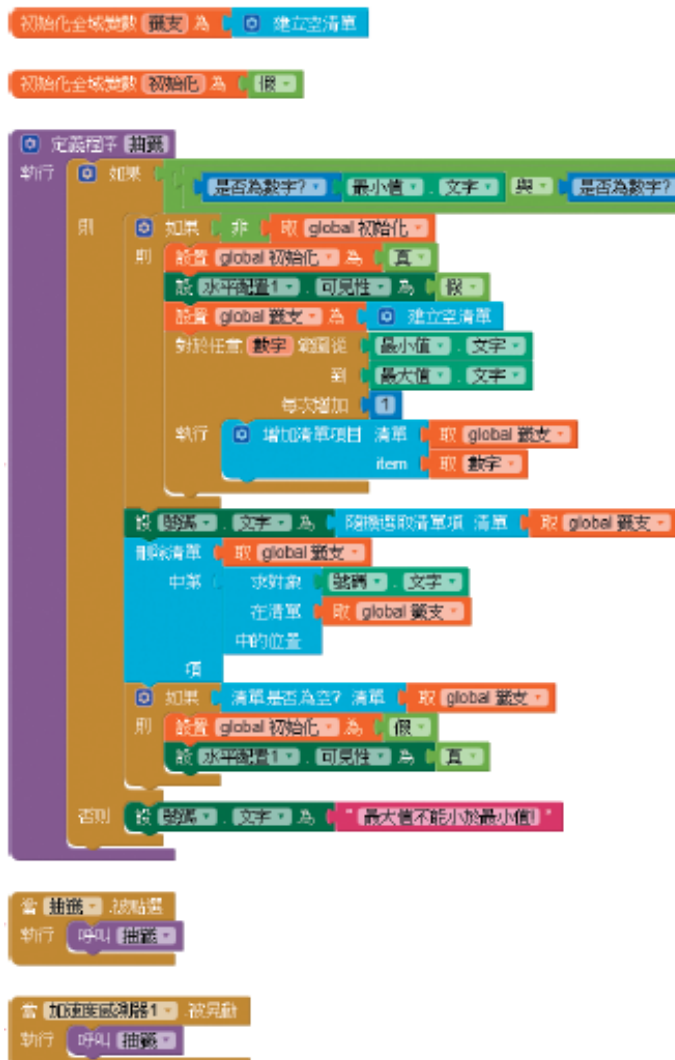 初始化全域變數 籤支 為 建立空清單
初始化全域變數 初始化 為 假
定義程序 抽籤
執行 如果 是否為數字? 最小值 . 文字 與 是否為數字?
則 如果 非 取 global 初始化
則 設置 global 初始化 為 真
設 水平配置1 . 可見性 為 假
設置 global 籤支 為 建立空清單
對於任意 數字 範圍從 最小值 . 文字
到 最大值 . 文字
每次增加 1
執行 增加清單項目 清單 取 global 籤支
item 取 數字
設 號碼 . 文字 為 隨機選取清單項 清單 取 global 籤支
刪除清單 取 global 籤支
中第 求對象 號碼 . 文字
在清單 取 global 籤支
中的位置
項
如果 清單是否為空? 清單 取 global 籤支
則 設置 global 初始化 為 假
設 水平配置1 . 可見性 為 真
否則 設 號碼 . 文字 為 " 最大值不能小於最小值! "
當 抽籤 .被點選
執行 呼叫 抽籤
當 加速度感測器1 .被晃動
執行 呼叫 抽籤